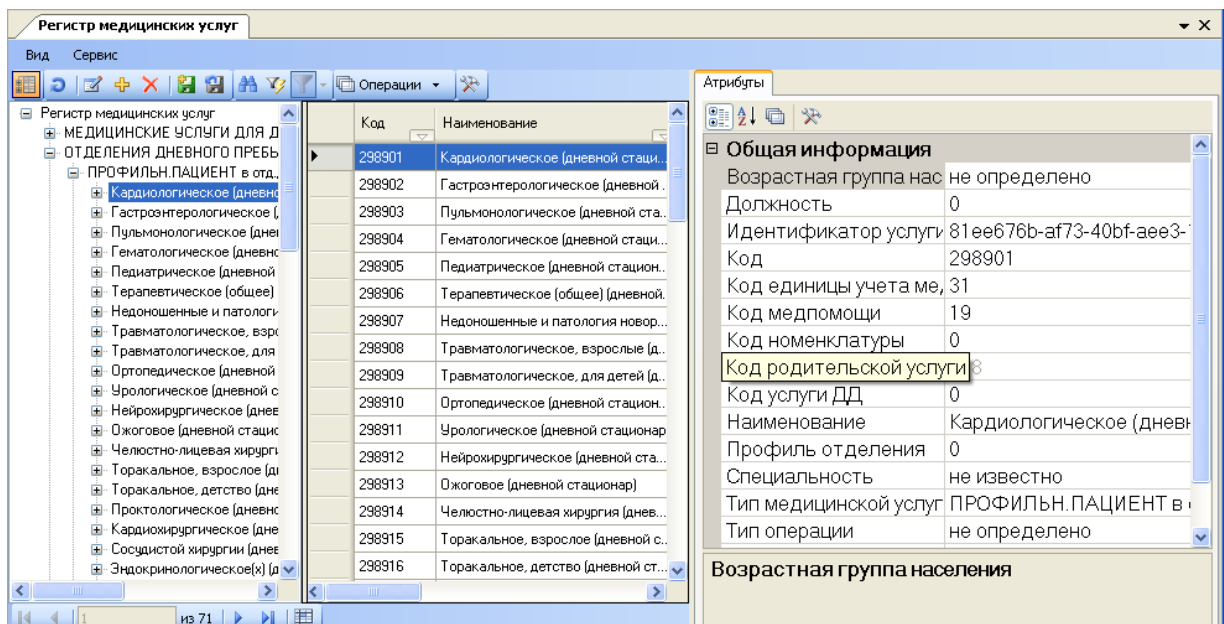 Регистр медицинских услуг
Вид Сервис
Операции
Регистр медицинских услуг
МЕДИЦИНСКИЕ УСЛУГИ ДЛЯ Д
ОТДЕЛЕНИЯ ДНЕВНОГО ПРЕБЬ
ПРОФИЛЬН.ПАЦИЕНТ в отд.
Кардиологическое (дневно
Гастроэнтерологическое (
Пульмонологическое (дне
Гематологическое (дневно
Педиатрическое (дневной
Терапевтическое (общее)
Недоношенные и патологи
Травматологическое, взро
Травматологическое, для
Ортопедическое (дневной
Урологическое (дневной с
Нейрохирургическое (днев
Ожоговое (дневной стацио
Челюстно-лицевая хирурги
Торакальное, взрослое (д
Торакальное, детство (дне
Проктологическое (дневно
Кардиохирургическое (дне
Сосудистой хирургии (днев
Эндокринологическое(х) (д
1 из 71
Код Наименование
298901 Кардиологическое (дневной стаци...
298902 Гастроэнтерологическое (дневной .
298903 Пульмонологическое (дневной ста..
298904 Гематологическое (дневной стаци...
298905 Педиатрическое (дневной стацион..
298906 Терапевтическое (общее) (дневной.
298907 Недоношенные и патология новор...
298908 Травматологическое, взрослые (д..
298909 Травматологическое, для детей (д..
298910 Ортопедическое (дневной стацион..
298911 Урологическое (дневной стационар
298912 Нейрохирургическое (дневной ста...
298913 Ожоговое (дневной стационар)
298914 Челюстно-лицевая хирургия (днев...
298915 Торакальное, взрослое (дневной с..
298916 Торакальное, детство (дневной ст...
Атрибуты
Общая информация
Возрастная группа нас не определено
Должность 0
Идентификатор услуги 81ee676b-af73-40bf-aee3-
Код 298901
Код единицы учета ме, 31
Код медпомощи 19
Код номенклатуры 0
Код родительской услуги 8
Код услуги ДД 0
Наименование Кардиологическое (дневн
Профиль отделения 0
Специальность не известно
Тип медицинской услуг ПРОФИЛЬН.ПАЦИЕНТ в
Тип операции не определено
Возрастная группа населения